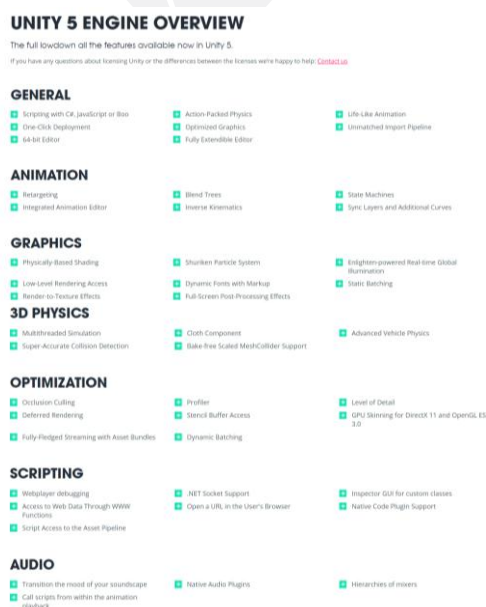 UNITY 5 ENGINE OVERVIEW
The full lowdown all the features available now in Unity 5.
If you have any questions about licensing Unity or the differences between the licenses we're happy to help: Contact us
GENERAL
Scripting with C#, JavaScript or Boo
Action-Packed Physics
Life-Like Animation
One-Click Deployment
Optimized Graphics
Unmatched Import Pipeline
64-bit Editor
Fully Extendible Editor
ANIMATION
Retargeting
Blend Trees
State Machines
Integrated Animation Editor
Inverse Kinematics
Sync Layers and Additional Curves
GRAPHICS
Physically-Based Shading
Shuriken Particle System
Enlighten-powered Real-time Global
Illumination
Low-Level Rendering Access
Dynamic Fonts with Markup
Static Batching
Render-to-Texture Effects
Full-Screen Post-Processing Effects
3D PHYSICS
Multithreaded Simulation
Cloth Component
Advanced Vehicle Physics
Super-Accurate Collision Detection
Bake-free Scaled MeshCollider Support
OPTIMIZATION
Occlusion Culling
Profiler
Level of Detail
Deferred Rendering
Stencil Buffer Access
GPU Skinning for DirectX 11 and OpenGL ES
3.0
Fully-Fledged Streaming with Asset Bundles
Dynamic Batching
SCRIPTING
Webplayer debugging
.NET Socket Support
Inspector GUI for custom classes
Access to Web Data Through WWW
Functions
Open a URL in the User's Browser
Native Code Plugin Support
Script Access to the Asset Pipeline
AUDIO
Transition the mood of your soundscape
Native Audio Plugins
Hierarchies of mixers
Call scripts from within the animation
playback